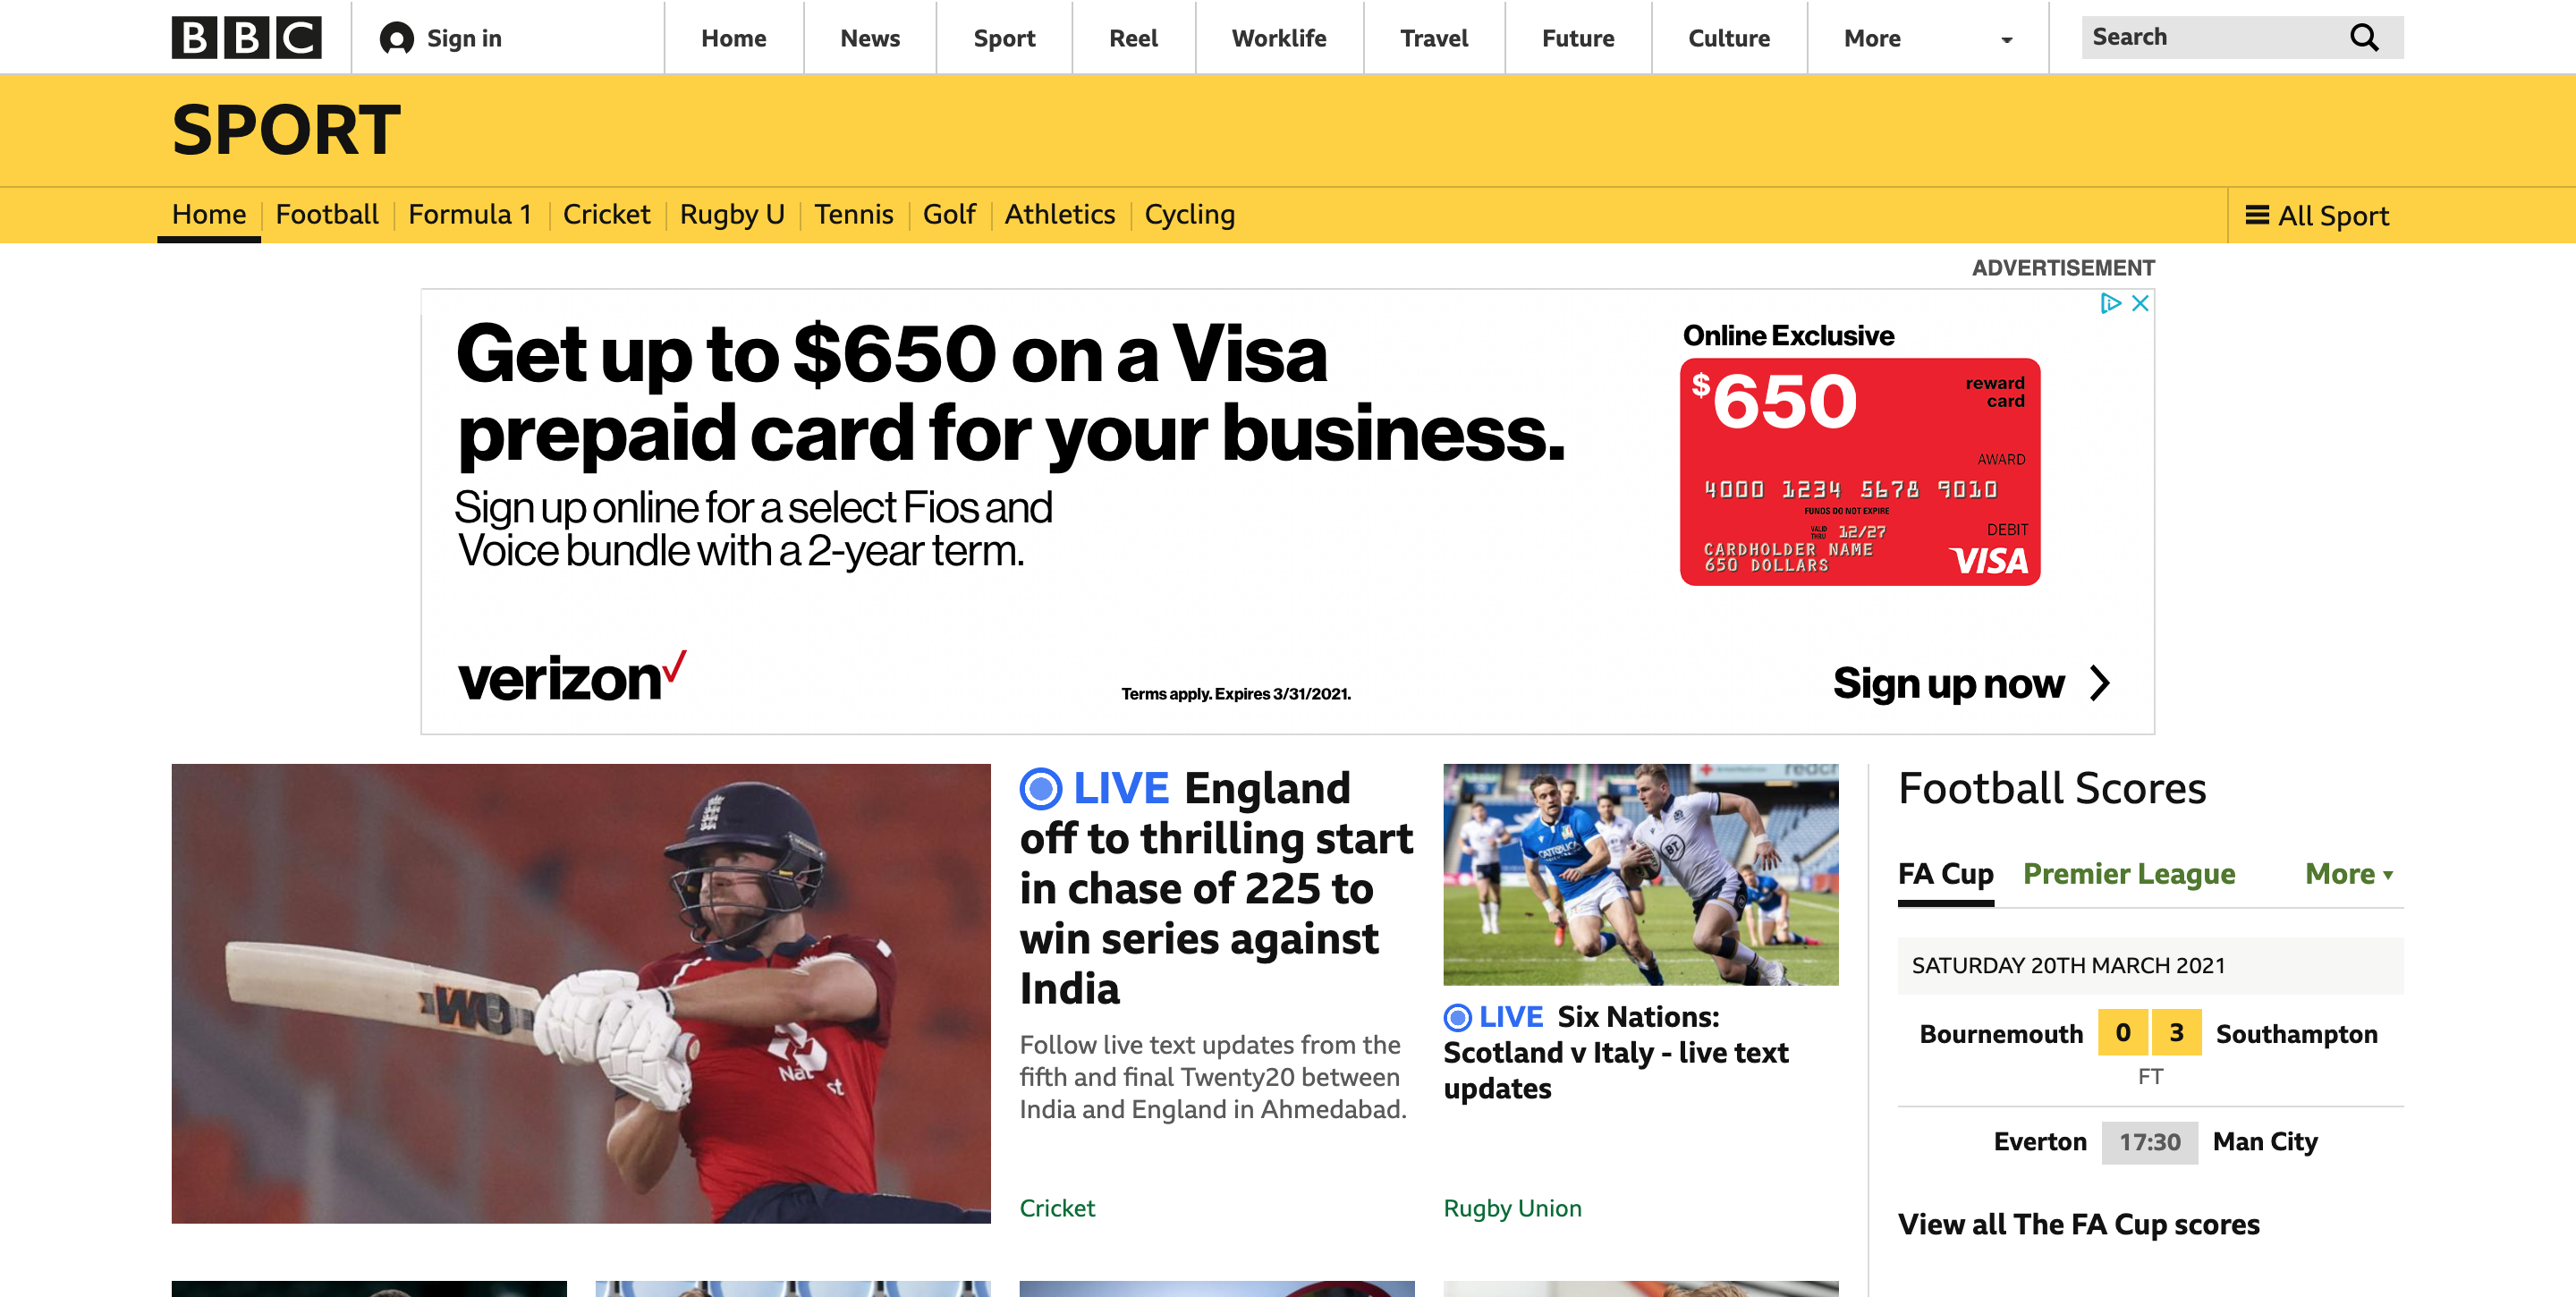 BBC
Sign in
Home
News
Sport
Reel
Worklife
Travel
Future
Culture
More
Search
SPORT
Home
Football
Formula 1
Cricket
Rugby U
Tennis
Golf
Athletics
Cycling
All Sport
ADVERTISEMENT
Get up to $650 on a Visa
prepaid card for your business.
Sign up online for a select Fios and
Voice bundle with a 2-year term.
verizon
Terms apply. Expires 3/31/2021.
Online Exclusive
$650
reward
card
AWARD
4000 1234 5678 9010
FUNDS DO NOT EXPIRE
VALID
THRU
12/27
DEBIT
CARDHOLDER NAME
650 DOLLARS
VISA
Sign up now
LIVE England
off to thrilling start
in chase of 225 to
win series against
India
Follow live text updates from the
fifth and final Twenty20 between
India and England in Ahmedabad.
Cricket
LIVE Six Nations:
Scotland v Italy - live text
updates
Rugby Union
Football Scores
FA Cup
Premier League
More
SATURDAY 20TH MARCH 2021
Bournemouth 0 3 Southampton
FT
Everton 17:30 Man City
View all The FA Cup scores